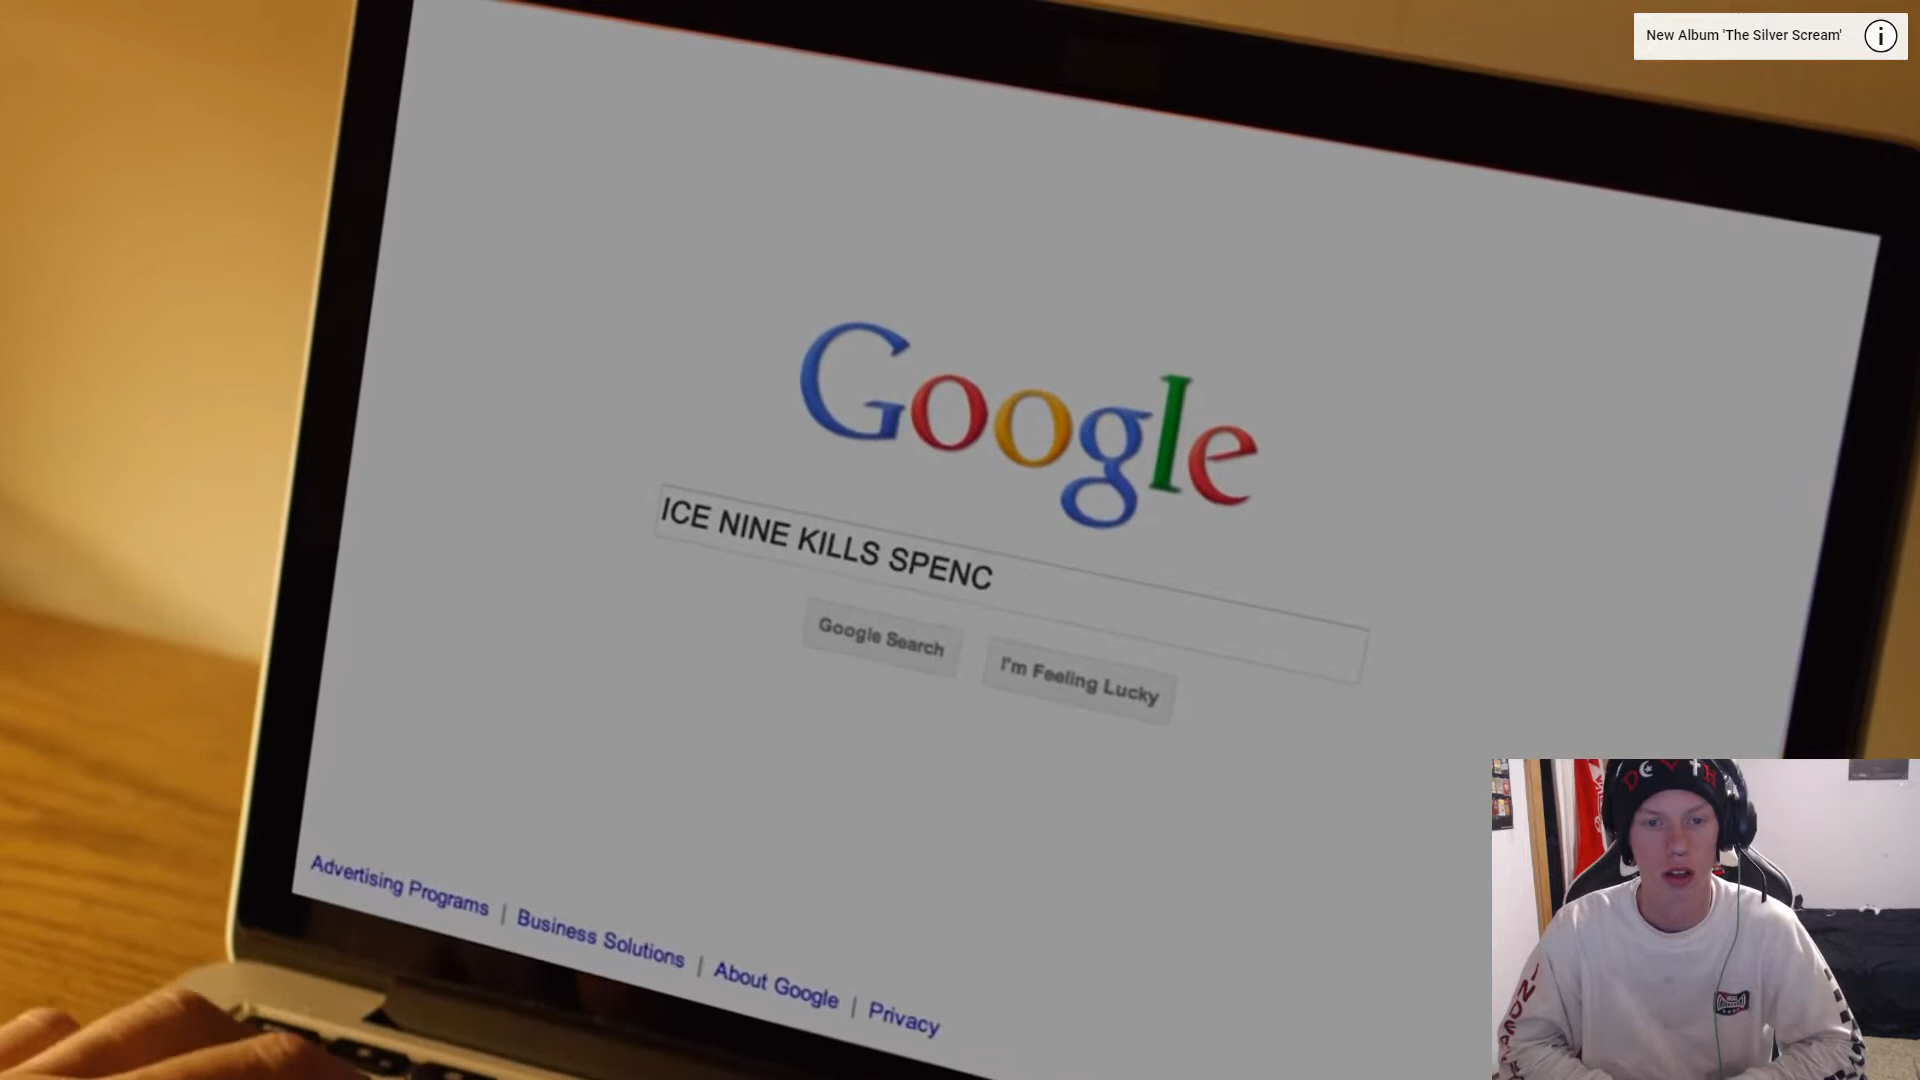 New Album 'The Silver Scream'
Google
ICE NINE KILLS SPENC
Google Search
I'm Feeling Lucky
Advertising Programs | Business Solutions | About Google | Privacy